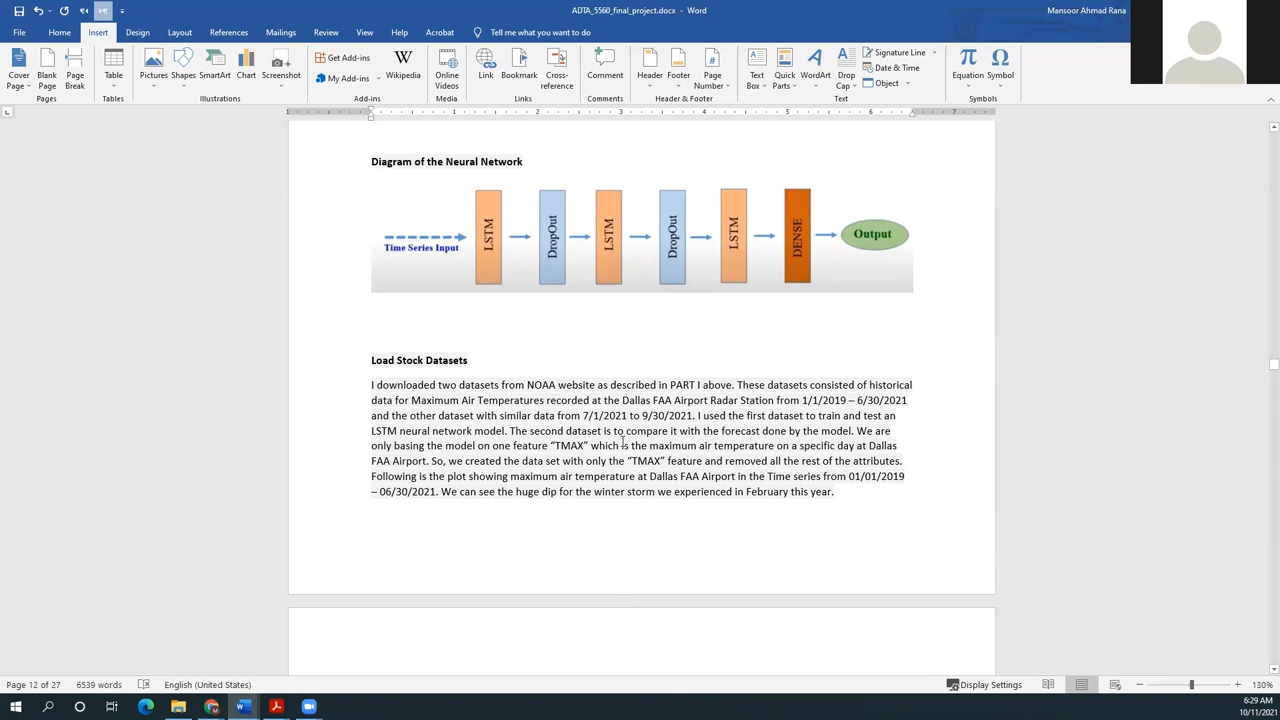 ADTA_5560_final_project.docx - Word
Mansoor Ahmad Rana
File Home Insert Design Layout References Mailings Review View Help Acrobat Tell me what you want to do
Cover Page
Blank Page
Page Break
Pages
Table
Tables
Pictures
Shapes
SmartArt
Chart
Screenshot
Illustrations
Get Add-ins
My Add-ins
Wikipedia
Add-ins
Online Videos
Media
Link
Bookmark
Cross-reference
Links
Comment
Comments
Header
Footer
Page Number
Header & Footer
Text Box
Quick Parts
WordArt
Drop Cap
Signature Line
Date & Time
Object
Text
Equation
Symbol
Symbols
1 1 2 3 4 5 6 7
Diagram of the Neural Network
Time Series Input
LSTM
DropOut
LSTM
DropOut
LSTM
DENSE
Output
Load Stock Datasets
I downloaded two datasets from NOAA website as described in PART I above. These datasets consisted of historical
data for Maximum Air Temperatures recorded at the Dallas FAA Airport Radar Station from 1/1/2019 – 6/30/2021
and the other dataset with similar data from 7/1/2021 to 9/30/2021. I used the first dataset to train and test an
LSTM neural network model. The second dataset is to compare it with the forecast done by the model. We are
only basing the model on one feature “TMAX” which is the maximum air temperature on a specific day at Dallas
FAA Airport. So, we created the data set with only the “TMAX” feature and removed all the rest of the attributes.
Following is the plot showing maximum air temperature at Dallas FAA Airport in the Time series from 01/01/2019
– 06/30/2021. We can see the huge dip for the winter storm we experienced in February this year.
Page 12 of 27 6539 words English (United States) Display Settings 130%
6:29 AM
10/11/2021